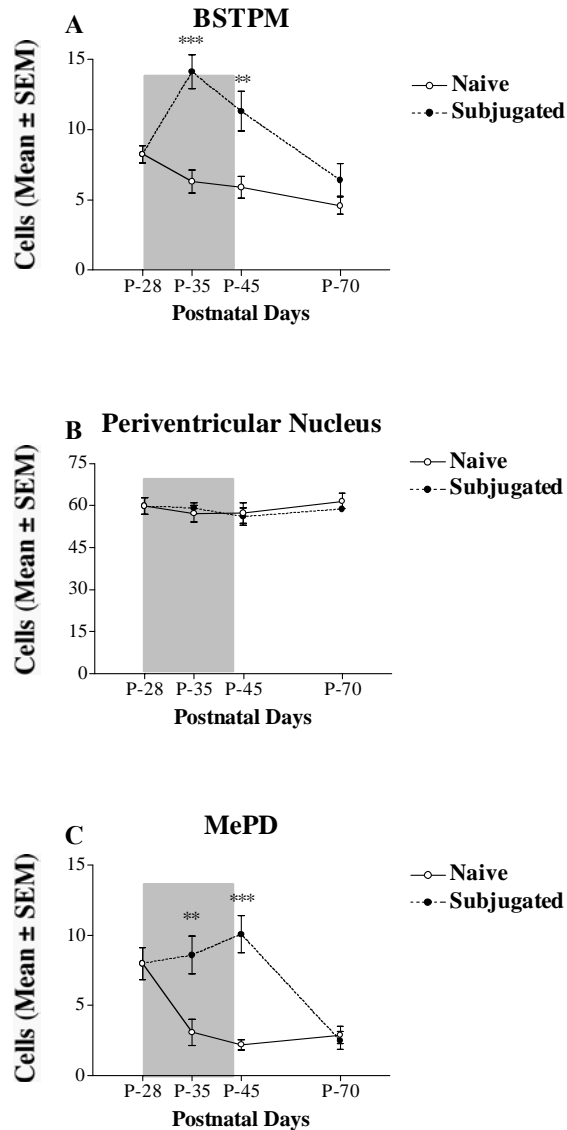 A BSTPM
***
**
15
10
5
0
Cells (Mean ± SEM)
P-28 P-35 P-45 P-70
Postnatal Days
Naive
Subjugated
B Periventricular Nucleus
75
60
45
30
15
0
Cells (Mean ± SEM)
P-28 P-35 P-45 P-70
Postnatal Days
Naive
Subjugated
C MePD
**
***
15
10
5
0
Cells (Mean ± SEM)
P-28 P-35 P-45 P-70
Postnatal Days
Naive
Subjugated